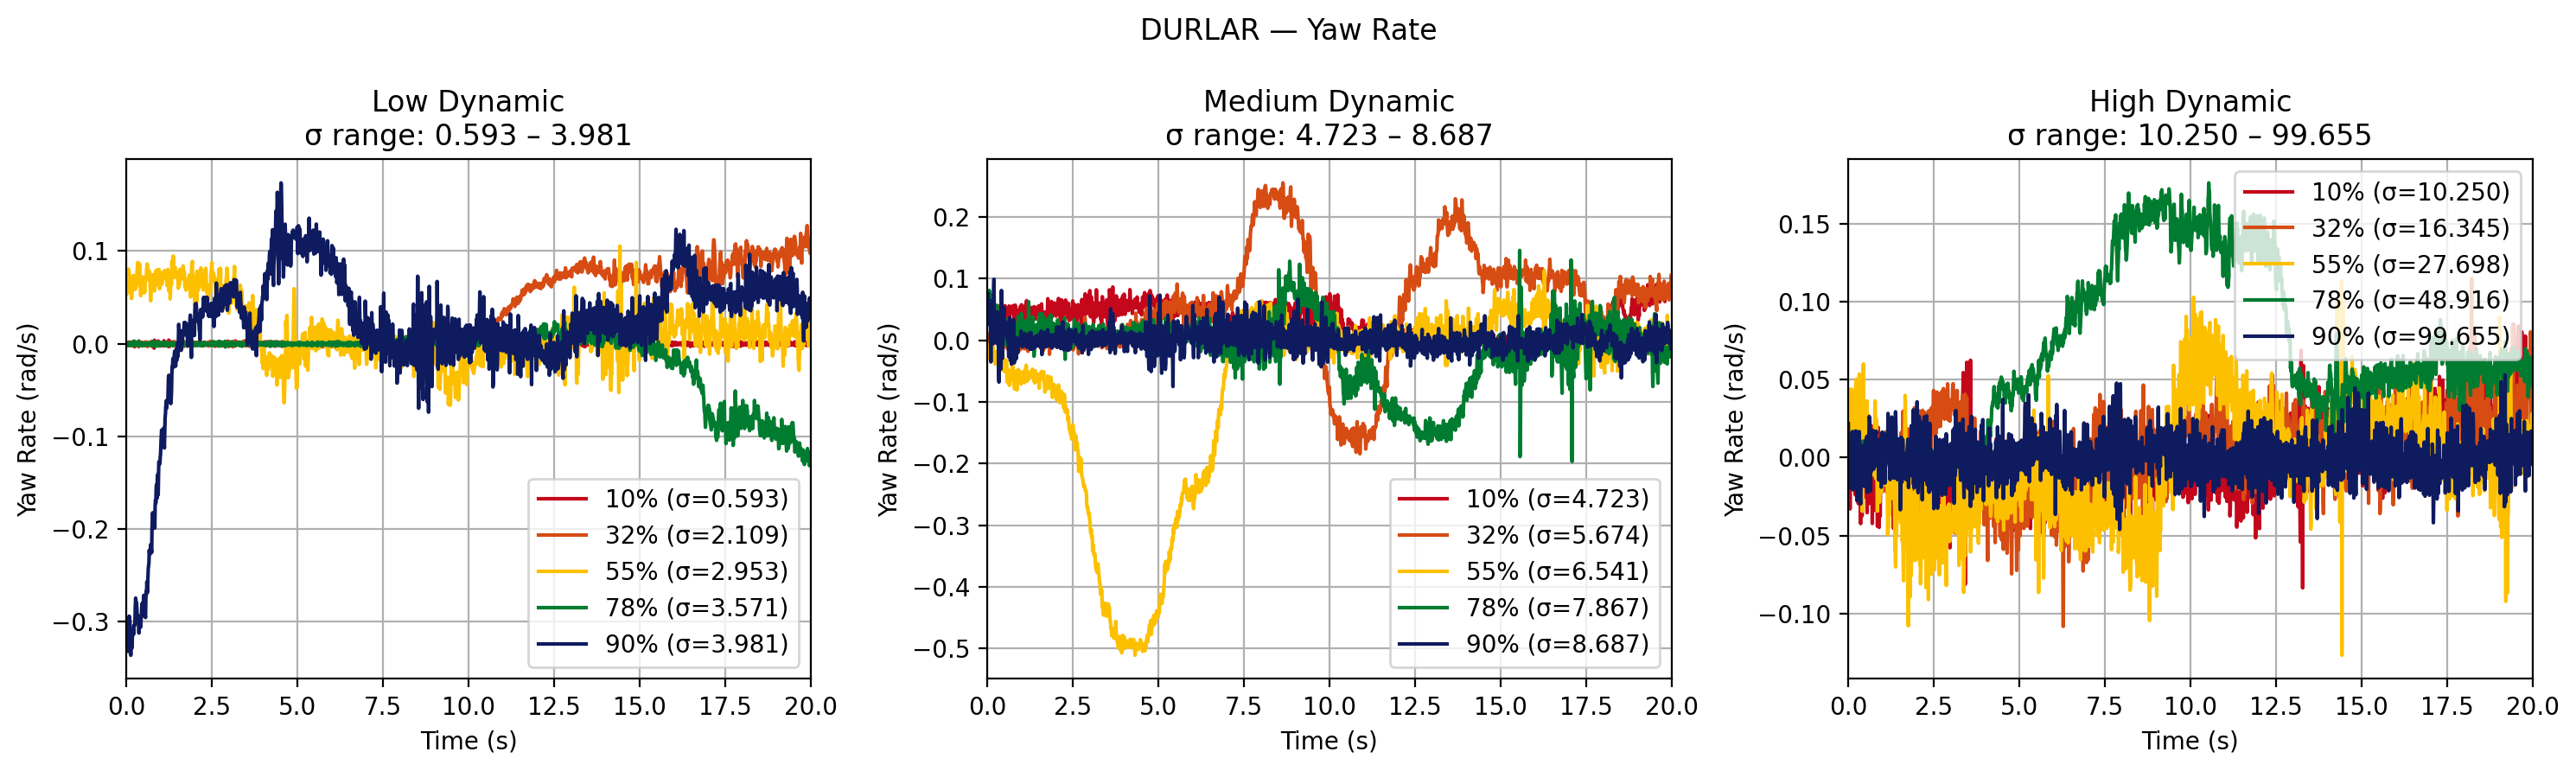 DURLAR — Yaw Rate
Low Dynamic
σ range: 0.593 – 3.981
Yaw Rate (rad/s)
0.1
0.0
−0.1
−0.2
−0.3
10% (σ=0.593)
32% (σ=2.109)
55% (σ=2.953)
78% (σ=3.571)
90% (σ=3.981)
0.0 2.5 5.0 7.5 10.0 12.5 15.0 17.5 20.0
Time (s)
Medium Dynamic
σ range: 4.723 – 8.687
Yaw Rate (rad/s)
0.2
0.1
0.0
−0.1
−0.2
−0.3
−0.4
−0.5
10% (σ=4.723)
32% (σ=5.674)
55% (σ=6.541)
78% (σ=7.867)
90% (σ=8.687)
0.0 2.5 5.0 7.5 10.0 12.5 15.0 17.5 20.0
Time (s)
High Dynamic
σ range: 10.250 – 99.655
Yaw Rate (rad/s)
0.15
0.10
0.05
0.00
−0.05
−0.10
10% (σ=10.250)
32% (σ=16.345)
55% (σ=27.698)
78% (σ=48.916)
90% (σ=99.655)
0.0 2.5 5.0 7.5 10.0 12.5 15.0 17.5 20.0
Time (s)